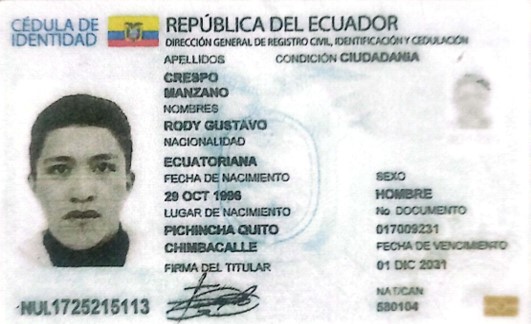 CÉDULA DE
IDENTIDAD
REPÚBLICA DEL ECUADOR
DIRECCIÓN GENERAL DE REGISTRO CIVIL, IDENTIFICACIÓN Y CEDULACIÓN
APELLIDOS CONDICIÓN CIUDADANIA
CRESPO
MANZANO
NOMBRES
RODY GUSTAVO
NACIONALIDAD
ECUATORIANA
FECHA DE NACIMIENTO SEXO
29 OCT 1996 HOMBRE
LUGAR DE NACIMIENTO No DOCUMENTO
PICHINCHA QUITO 017009231
CHIMBACALLE FECHA DE VENCIMIENTO
FIRMA DEL TITULAR 01 DIC 2031
NUI.1725215113 NAT/CAN
580104